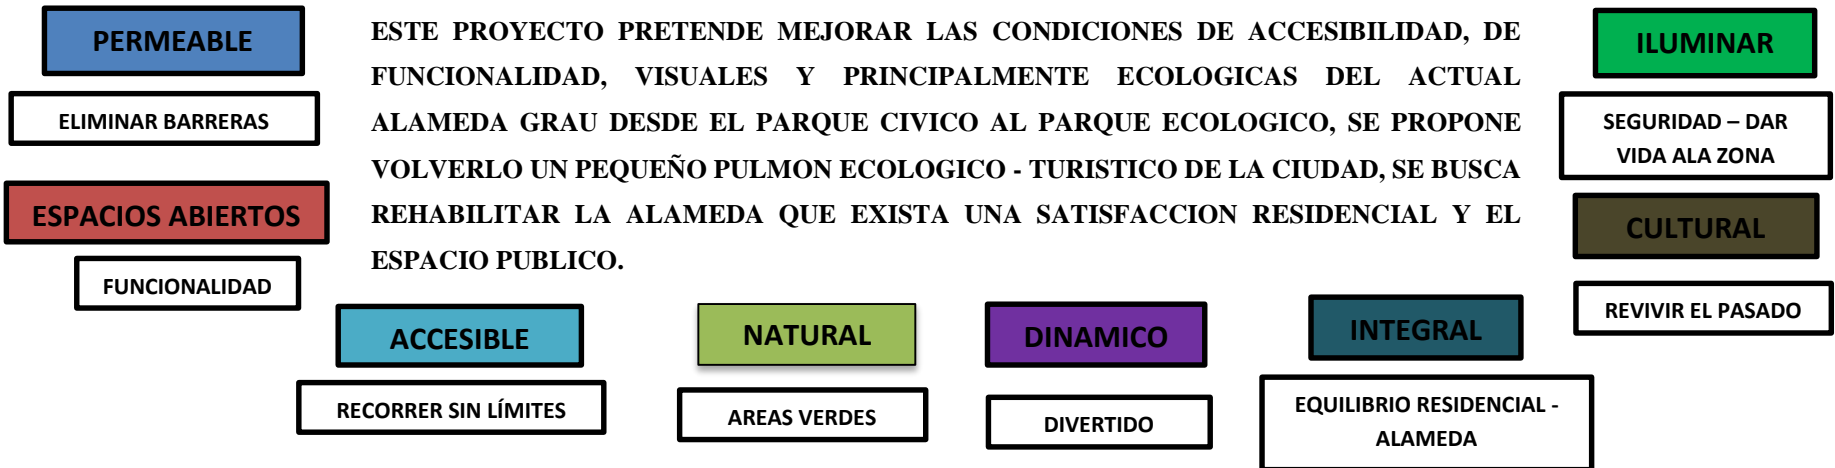 PERMEABLE
ELIMINAR BARRERAS
ESPACIOS ABIERTOS
FUNCIONALIDAD
ESTE PROYECTO PRETENDE MEJORAR LAS CONDICIONES DE ACCESIBILIDAD, DE
FUNCIONALIDAD, VISUALES Y PRINCIPALMENTE ECOLOGICAS DEL ACTUAL
ALAMEDA GRAU DESDE EL PARQUE CIVICO AL PARQUE ECOLOGICO, SE PROPONE
VOLVERLO UN PEQUEÑO PULMON ECOLOGICO - TURISTICO DE LA CIUDAD, SE BUSCA
REHABILITAR LA ALAMEDA QUE EXISTA UNA SATISFACCION RESIDENCIAL Y EL
ESPACIO PUBLICO.
ILUMINAR
SEGURIDAD – DAR
VIDA ALA ZONA
CULTURAL
REVIVIR EL PASADO
ACCESIBLE
RECORRER SIN LÍMITES
NATURAL
AREAS VERDES
DINAMICO
DIVERTIDO
INTEGRAL
EQUILIBRIO RESIDENCIAL -
ALAMEDA